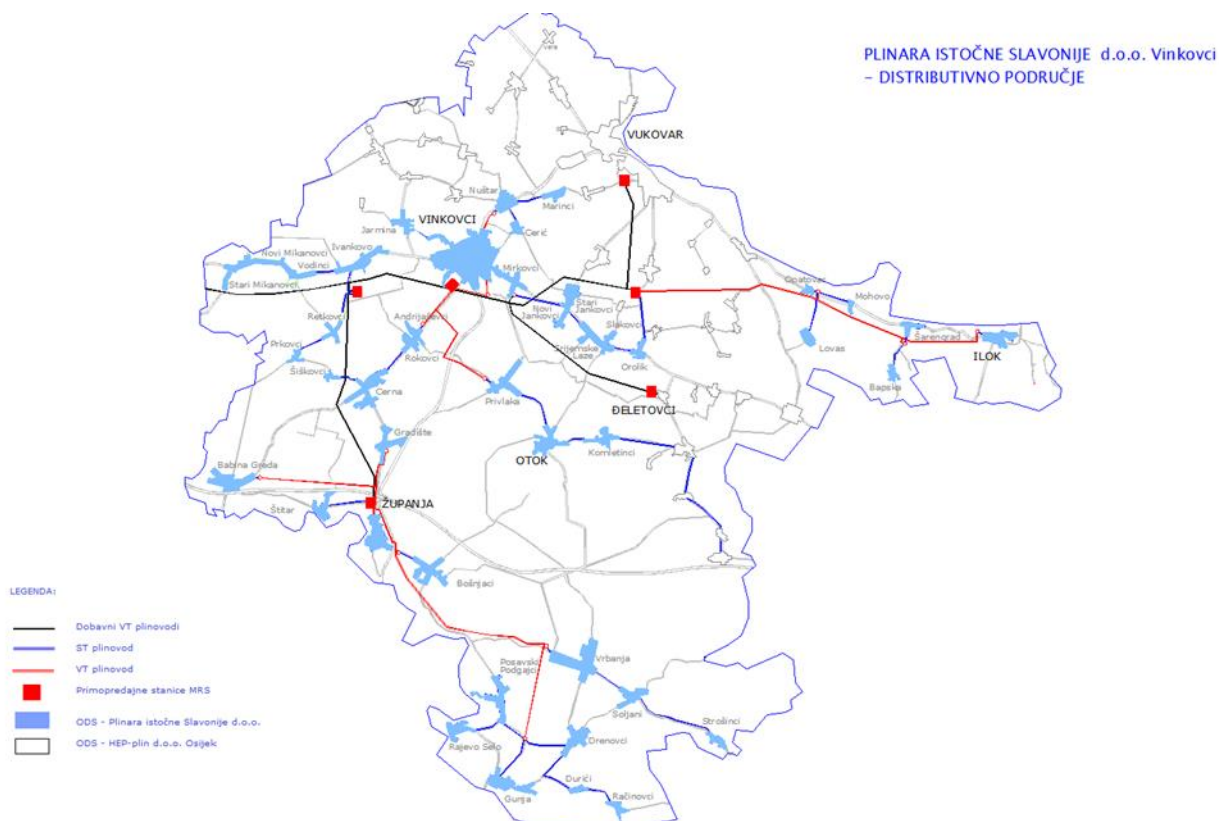 PLINARA ISTOČNE SLAVONIJE d.o.o. Vinkovci
– DISTRIBUTIVNO PODRUČJE
VUKOVAR
Nuštar
Marinci
VINKOVCI
Cerić
Jarmina
Ivankovo
Novi Mikanovci
Vodinci
Mirkovci
Stari Mikanovci
Opatovac
Mohovo
Stari
Jankovci
Novi
Jankovci
Andrijaševci
Retkovci
Slakovci
Šarengrad
Srijemske
Laze
Prkovci
Rokovci
Orolik
Lovas
ILOK
Šiškovci
Bapska
Cerna
Privlaka
ĐELETOVCI
Gradište
OTOK
Komletinci
Babina Greda
ŽUPANJA
Štitar
Bošnjaci
LEGENDA:
Dobavni VT plinovodi
ST plinovod
VT plinovod
Primopredajne stanice MRS
ODS - Plinara istočne Slavonije d.o.o.
ODS - HEP-plin d.o.o. Osijek
Posavski
Podgajci
Vrbanja
Soljani
Strošinci
Rajevo Selo
Drenovci
Đurići
Gunja
Račinovci